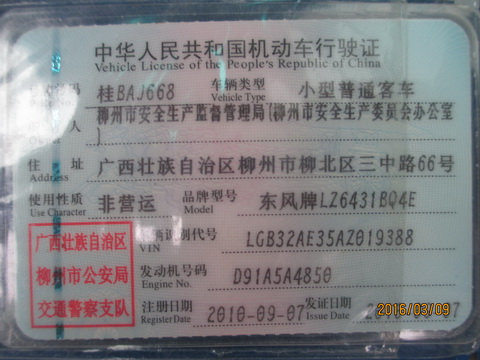 中华人民共和国机动车行驶证
Vehicle License of the People's Republic of China
号码 桂BAJ668 车辆类型 Vehicle Type 小型普通客车
人 柳州市安全生产监督管理局(柳州市安全生产委员会办公室
)
住 址 Address 广西壮族自治区柳州市柳北区三中路66号
使用性质 Use Character 非营运 品牌型号 Model 东风牌LZ6431BQ4E
识别代号 VIN LGB32AE35AZ019388
发动机号码 Engine No. D91A5A4850
注册日期 Register Date 2010-09-07 发证日期 Issue Date
广西壮族自治区
柳州市公安局
交通警察支队
2016/03/09